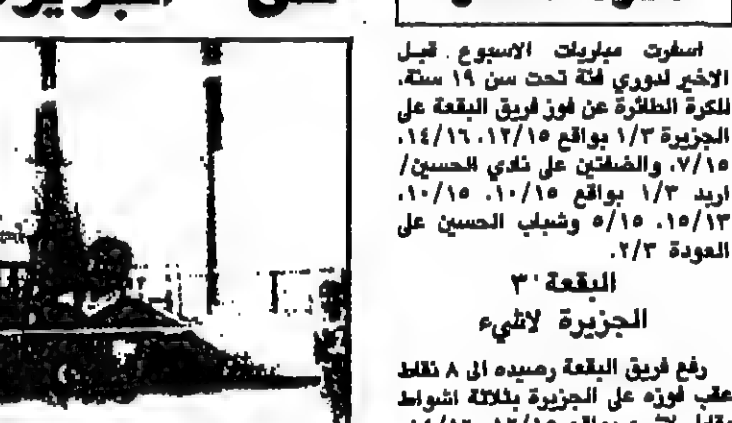 اسفرت مباريات الاسبوع قبل
الاخير لدوري فئة تحت سن ١٩ سنة،
للكرة الطائرة عن فوز فريق البقعة على
الجزيرة ١/٣ بواقع ١٢/١٥، ١٤/١٦،
٧/١٥، والضفتين على نادي الحسين/
اربد ١/٣ بواقع ١٠/١٥، ١٠/١٥،
١٥/١٣، ٥/١٥ وشباب الحسين على
العودة ٢/٣.
البقعة ٣
الجزيرة لاشيء
رفع فريق البقعة رصيده الى ٨ نقاط
عقب فوزه على الجزيرة بثلاثة اشواط